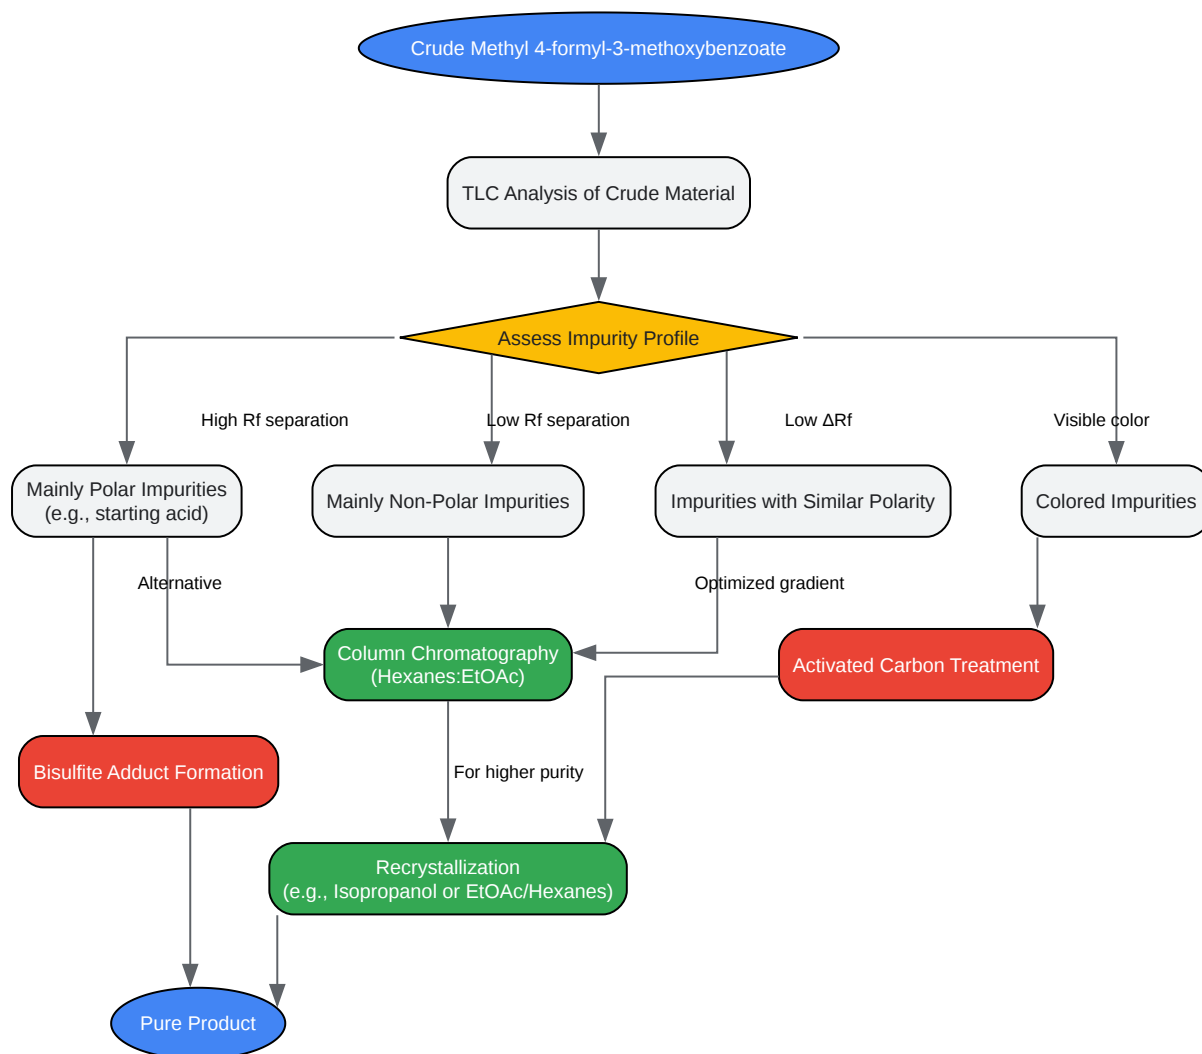 Crude Methyl 4-formyl-3-methoxybenzoate
TLC Analysis of Crude Material
Assess Impurity Profile
High Rf separation
Low Rf separation
Low ΔRf
Visible color
Mainly Polar Impurities
(e.g., starting acid)
Mainly Non-Polar Impurities
Impurities with Similar Polarity
Colored Impurities
Alternative
Optimized gradient
Column Chromatography
(Hexanes:EtOAc)
Activated Carbon Treatment
Bisulfite Adduct Formation
For higher purity
Recrystallization
(e.g., Isopropanol or EtOAc/Hexanes)
Pure Product